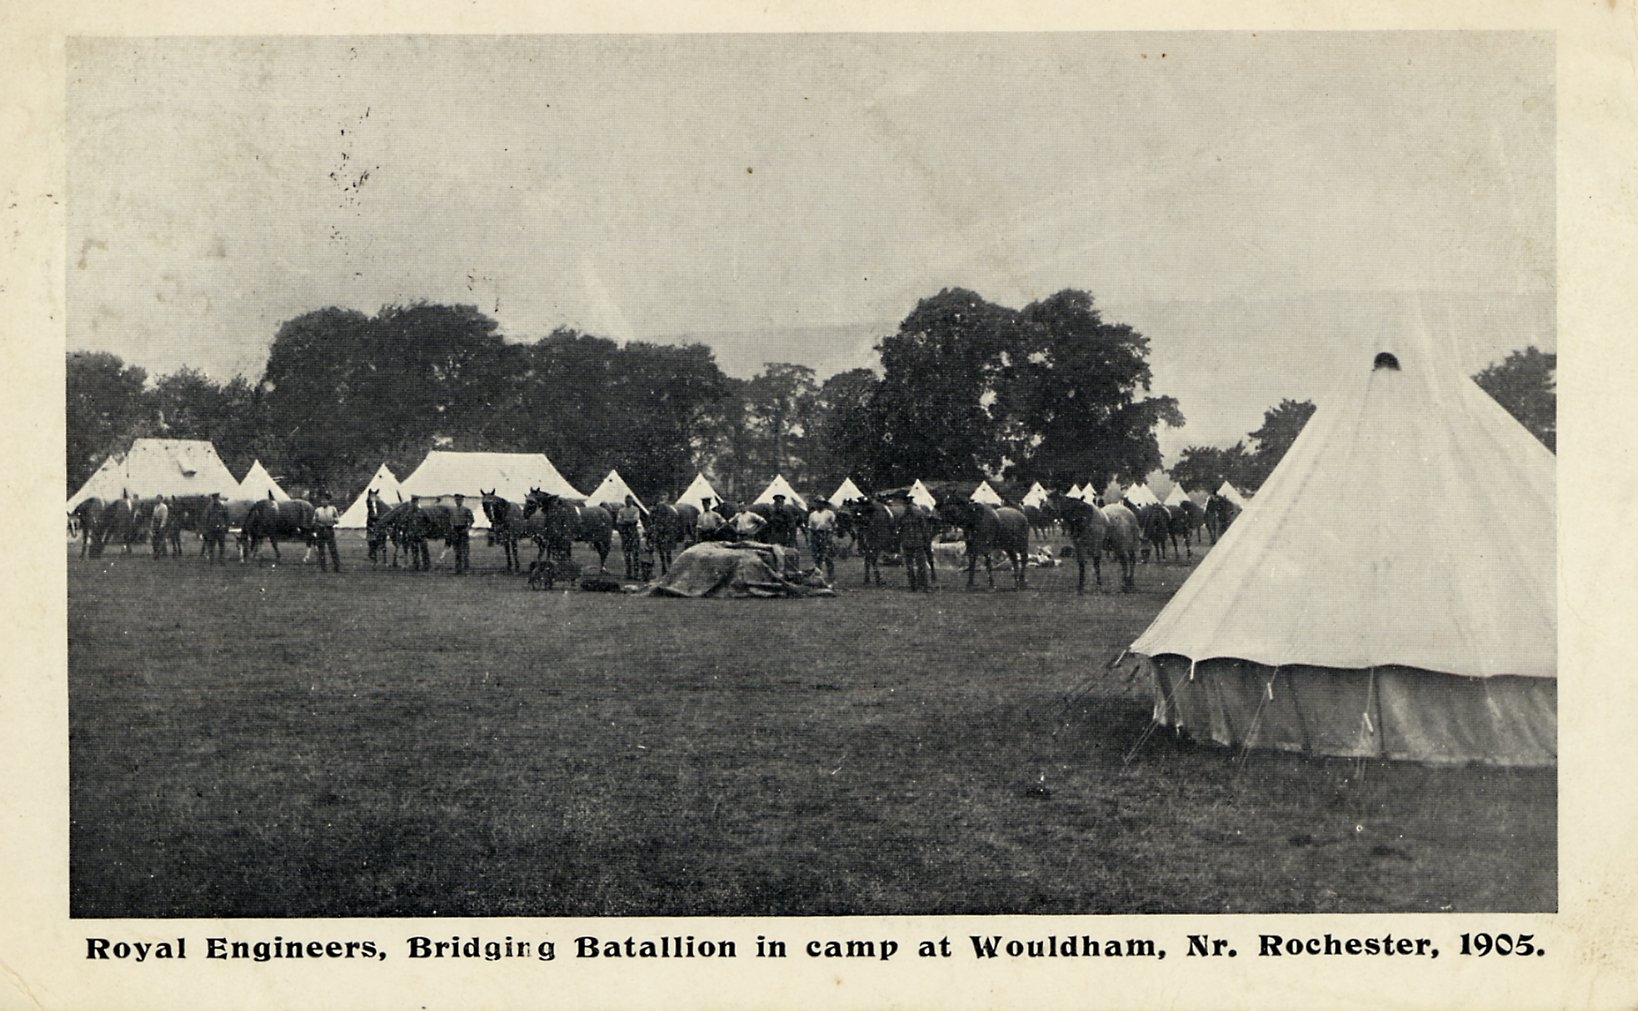 Royal Engineers, Bridging Batallion in camp at Wouldham, Nr. Rochester, 1905.